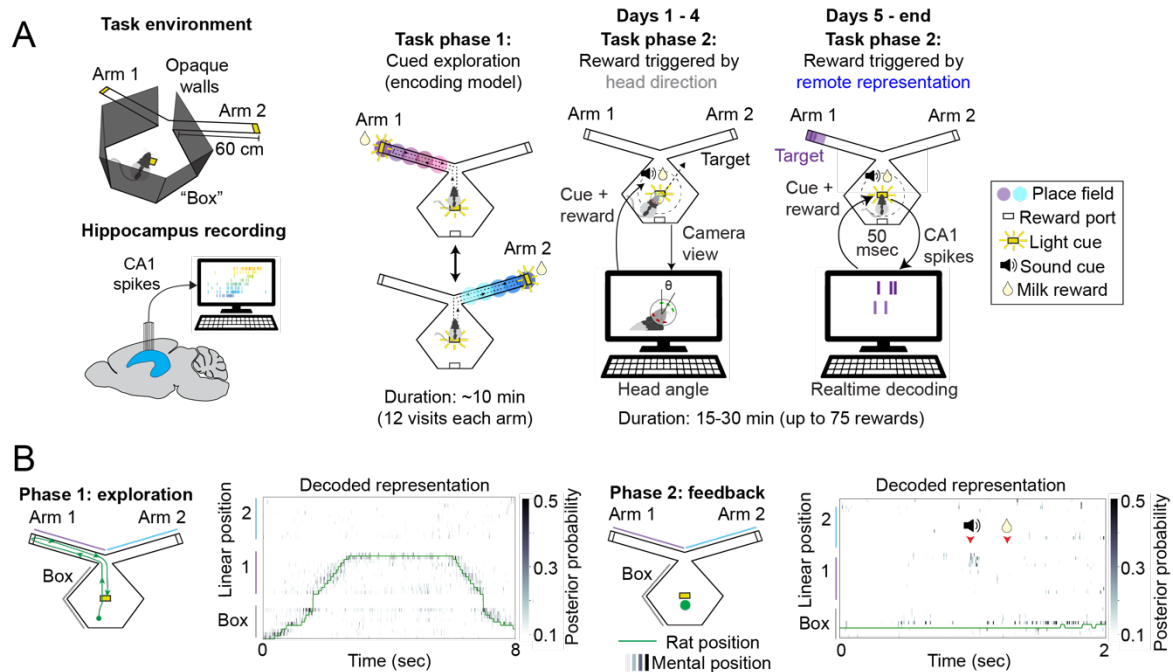 A
Task environment
Arm 1
Opaque
walls
Arm 2
60 cm
"Box"
Hippocampus recording
CA1
spikes
Task phase 1:
Cued exploration
(encoding model)
Arm 1
Arm 2
Duration: ~10 min
(12 visits each arm)
Days 1 - 4
Task phase 2:
Reward triggered by
head direction
Arm 1
Arm 2
Target
Cue +
reward
Camera
view
θ
Head angle
Days 5 - end
Task phase 2:
Reward triggered by
remote representation
Arm 1
Arm 2
Target
Cue +
reward
50
msec
CA1
spikes
Realtime decoding
Duration: 15-30 min (up to 75 rewards)
Place field
Reward port
Light cue
Sound cue
Milk reward
B
Phase 1: exploration
Arm 1
Arm 2
Box
Decoded representation
Linear position
2
1
Box
0
Time (sec)
8
0.5
0.1
Posterior probability
Phase 2: feedback
Arm 1
Arm 2
Box
Rat position
Mental position
Decoded representation
Linear position
2
1
Box
0
Time (sec)
2
0.5
0.1
Posterior probability